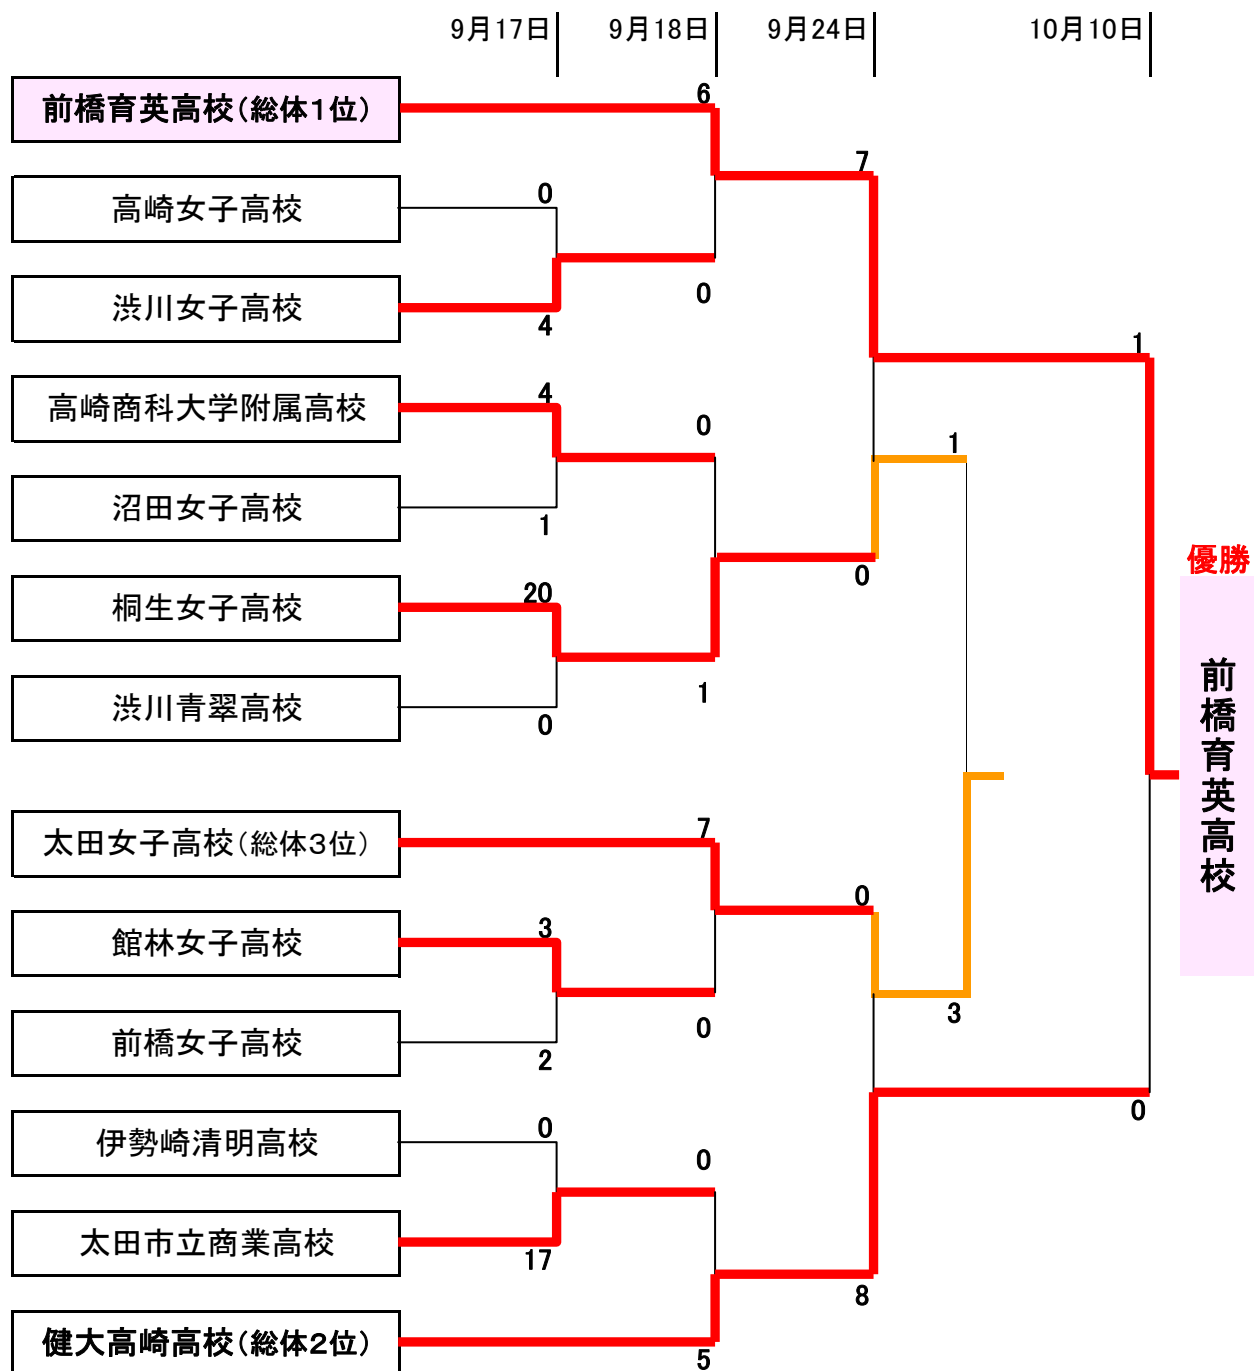 9月17日 9月18日 9月24日 10月10日
6
前橋育英高校（総体1位）
7
0
高崎女子高校
渋川女子高校
0
4
1
4
高崎商科大学附属高校
0
1
沼田女子高校
1
優勝
0
20
桐生女子高校
前橋育英高校
1
渋川青翠高校
0
7
太田女子高校（総体3位）
0
3
館林女子高校
3
0
前橋女子高校
2
0
0
伊勢崎清明高校
0
太田市立商業高校
17
8
健大高崎高校（総体2位）
5